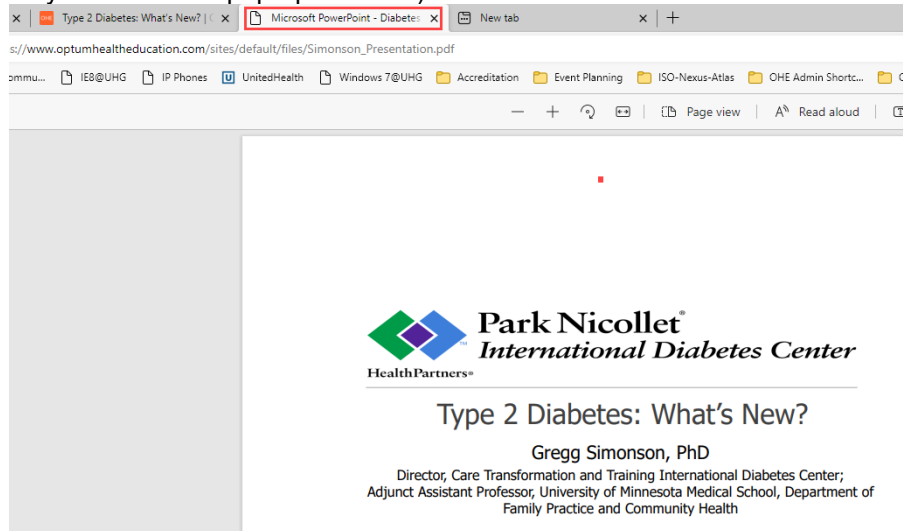 Type 2 Diabetes: What's New? |
Microsoft PowerPoint - Diabetes
New tab
s://www.optumhealtheducation.com/sites/default/files/Simonson_Presentation.pdf
ommu... IE8@UHG IP Phones UnitedHealth Windows 7@UHG Accreditation Event Planning ISO-Nexus-Atlas OHE Admin Shortc...
Page view Read aloud
Park Nicollet®
International Diabetes Center
HealthPartners®
Type 2 Diabetes: What's New?
Gregg Simonson, PhD
Director, Care Transformation and Training International Diabetes Center;
Adjunct Assistant Professor, University of Minnesota Medical School, Department of
Family Practice and Community Health